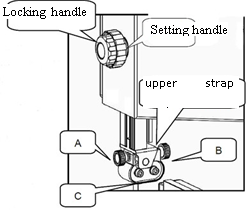 Locking handle
Setting handle
upper strap
A
B
C